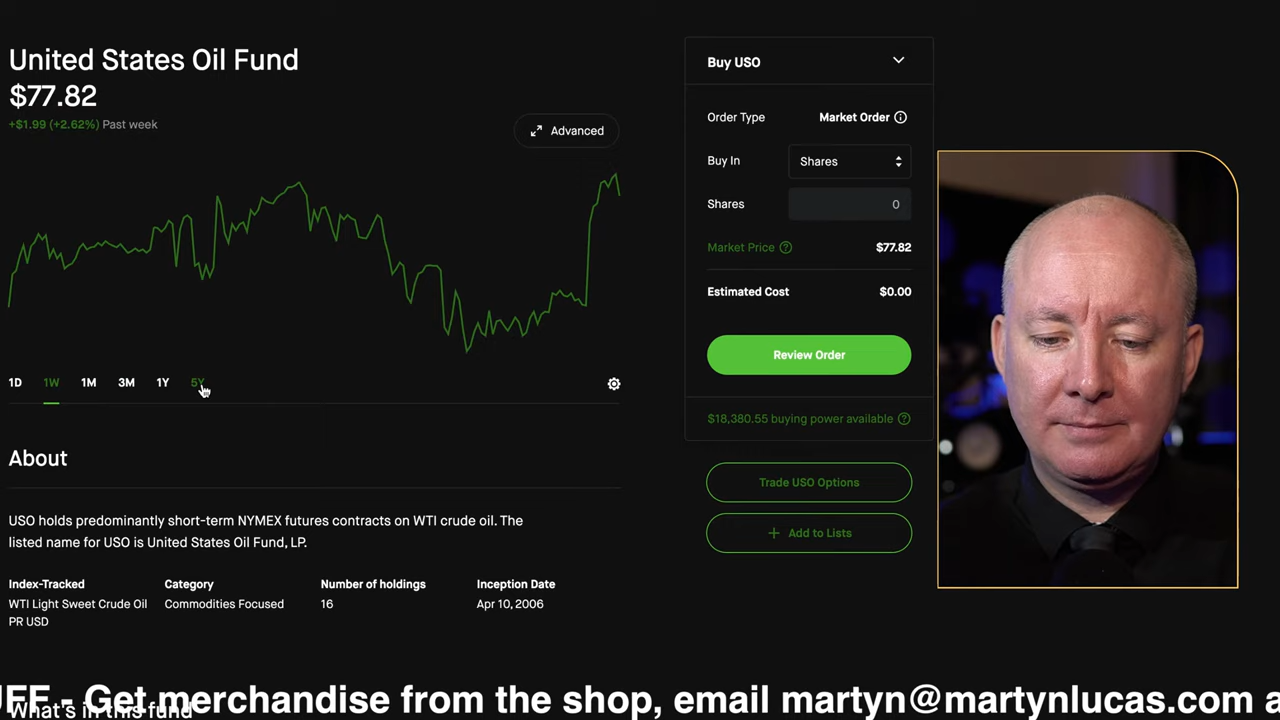 United States Oil Fund
$77.82
+$1.99 (+2.62%) Past week
Advanced
1D 1W 1M 3M 1Y 5Y
About
USO holds predominantly short-term NYMEX futures contracts on WTI crude oil. The
listed name for USO is United States Oil Fund, LP.
Index-Tracked
WTI Light Sweet Crude Oil
PR USD
Category
Commodities Focused
Number of holdings
16
Inception Date
Apr 10, 2006
Buy USO
Order Type Market Order
Buy In Shares
Shares 0
Market Price $77.82
Estimated Cost $0.00
Review Order
$18,380.55 buying power available
Trade USO Options
+ Add to Lists
What's in this fund
- Get merchandise from the shop, email martyn@martynlucas.com a